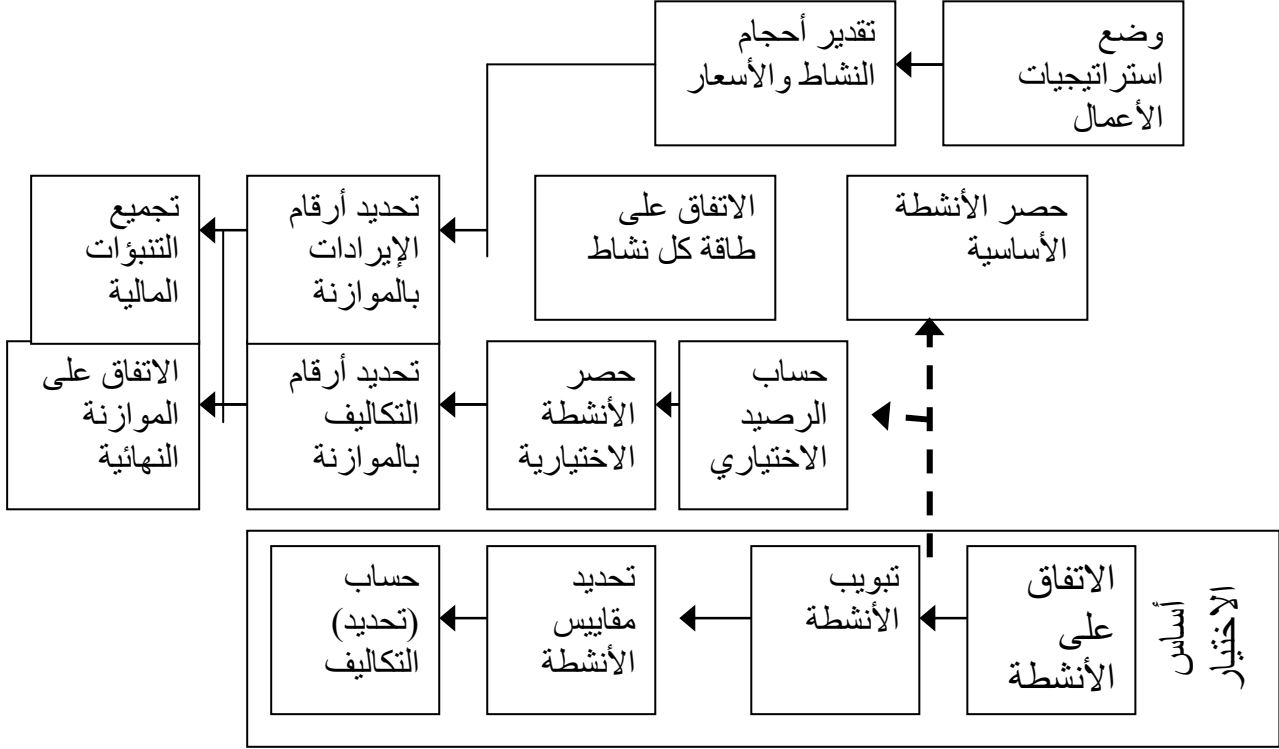 وضع
استراتيجيات
الأعمال
تقدير أحجام
النشاط والأسعار
حصر الأنشطة
الأساسية
الاتفاق على
طاقة كل نشاط
تحديد أرقام
الإيرادات
بالموازنة
تجميع
التنبؤات
المالية
حساب
الرصيد
الاختياري
حصر
الأنشطة
الاختيارية
تحديد أرقام
التكاليف
بالموازنة
الاتفاق على
الموازنة
النهائية
أساس
الاختيار
الاتفاق
على
الأنشطة
تبويب
الأنشطة
تحديد
مقاييس
الأنشطة
حساب
(تحديد)
التكاليف